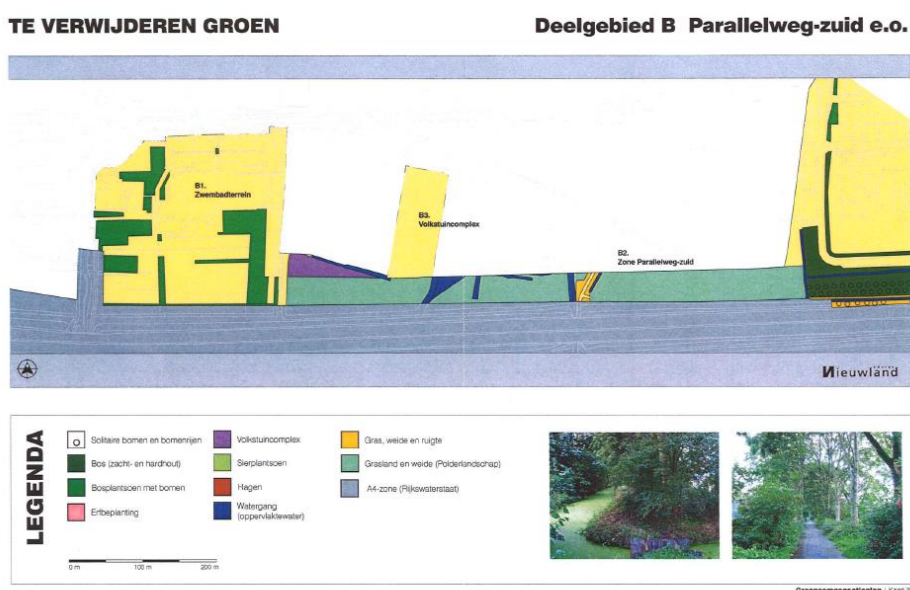 TE VERWIJDEREN GROEN
Deelgebied B Parallelweg-zuid e.o.
B1.
Zwembadterrein
B3.
Volkstuincomplex
B2.
Zone Parallelweg-zuid
Nieuwland
LEGENDA
Solitaire bomen en bomenrijen
Bos (zacht- en hardhout)
Bosplantsoen met bomen
Erfbeplanting
Volkstuincomplex
Sierplantsoen
Hagen
Watergang
(oppervlaktewater)
Gras, weide en ruigte
Grasland en weide (Polderlandschap)
A4-zone (Rijkswaterstaat)
0 m
100 m
200 m